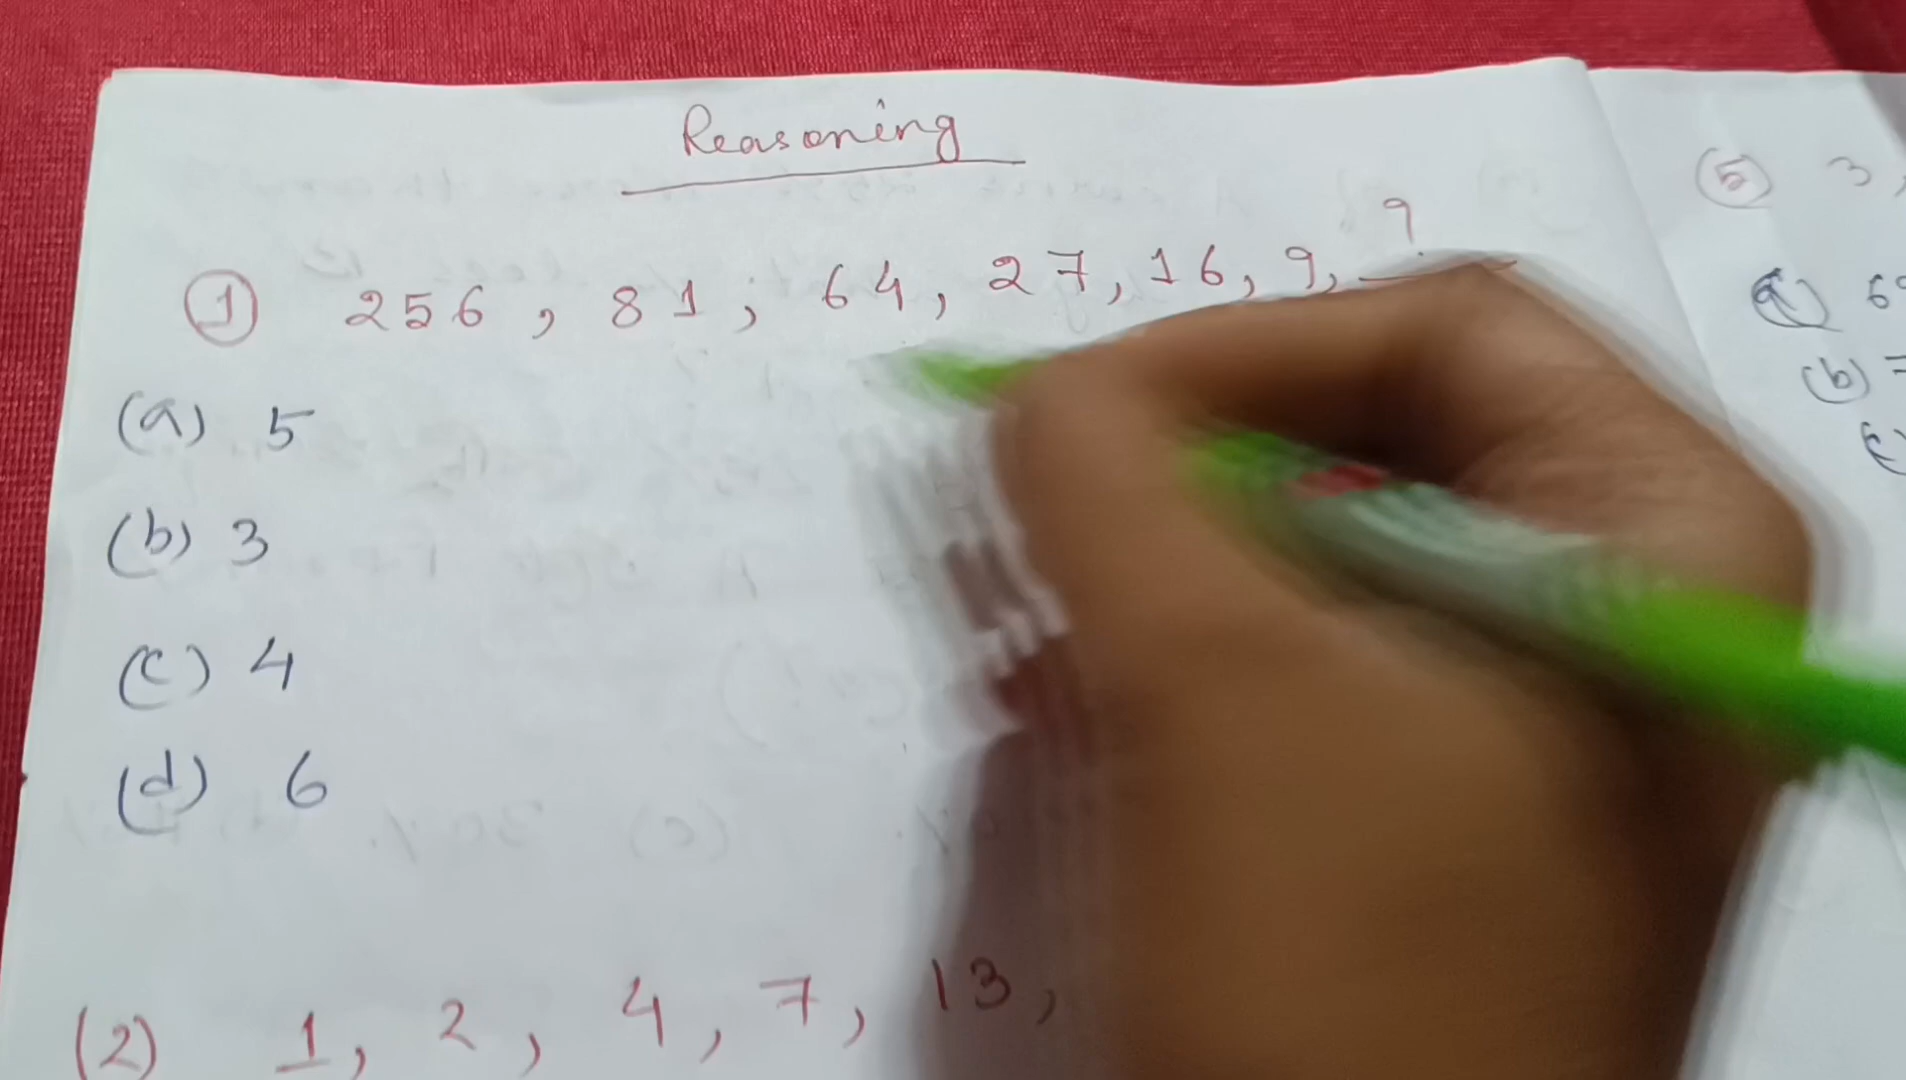 Reasoning
(1) 256, 81, 64, 27, 16, 9, ?
(a) 5
(b) 3
(c) 4
(d) 6
(2) 1, 2, 4, 7, 13,
(5) 3,
(a)
(b)